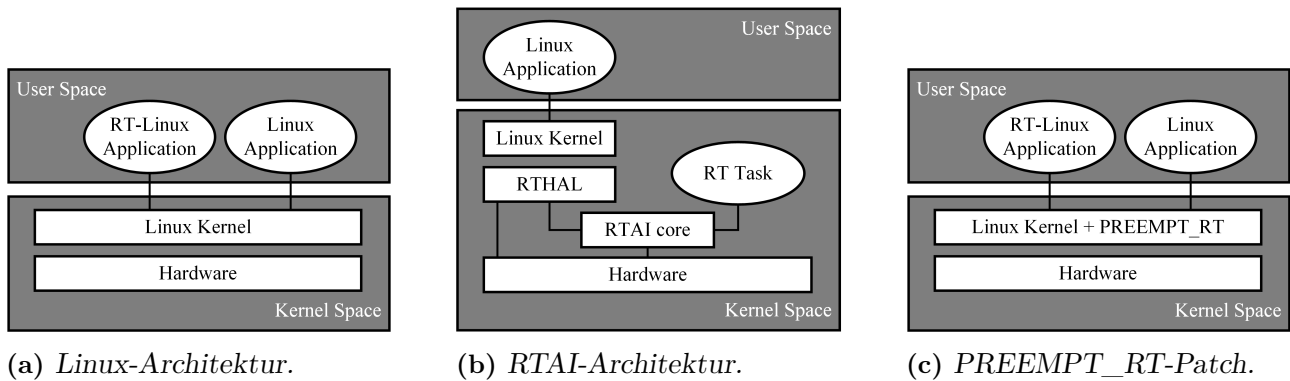 User Space
RT-Linux
Application
Linux
Application
Linux Kernel
Hardware
Kernel Space
(a) Linux-Architektur.
User Space
Linux
Application
Linux Kernel
RTHAL
RT Task
RTAI core
Hardware
Kernel Space
(b) RTAI-Architektur.
User Space
RT-Linux
Application
Linux
Application
Linux Kernel + PREEMPT_RT
Hardware
Kernel Space
(c) PREEMPT_RT-Patch.